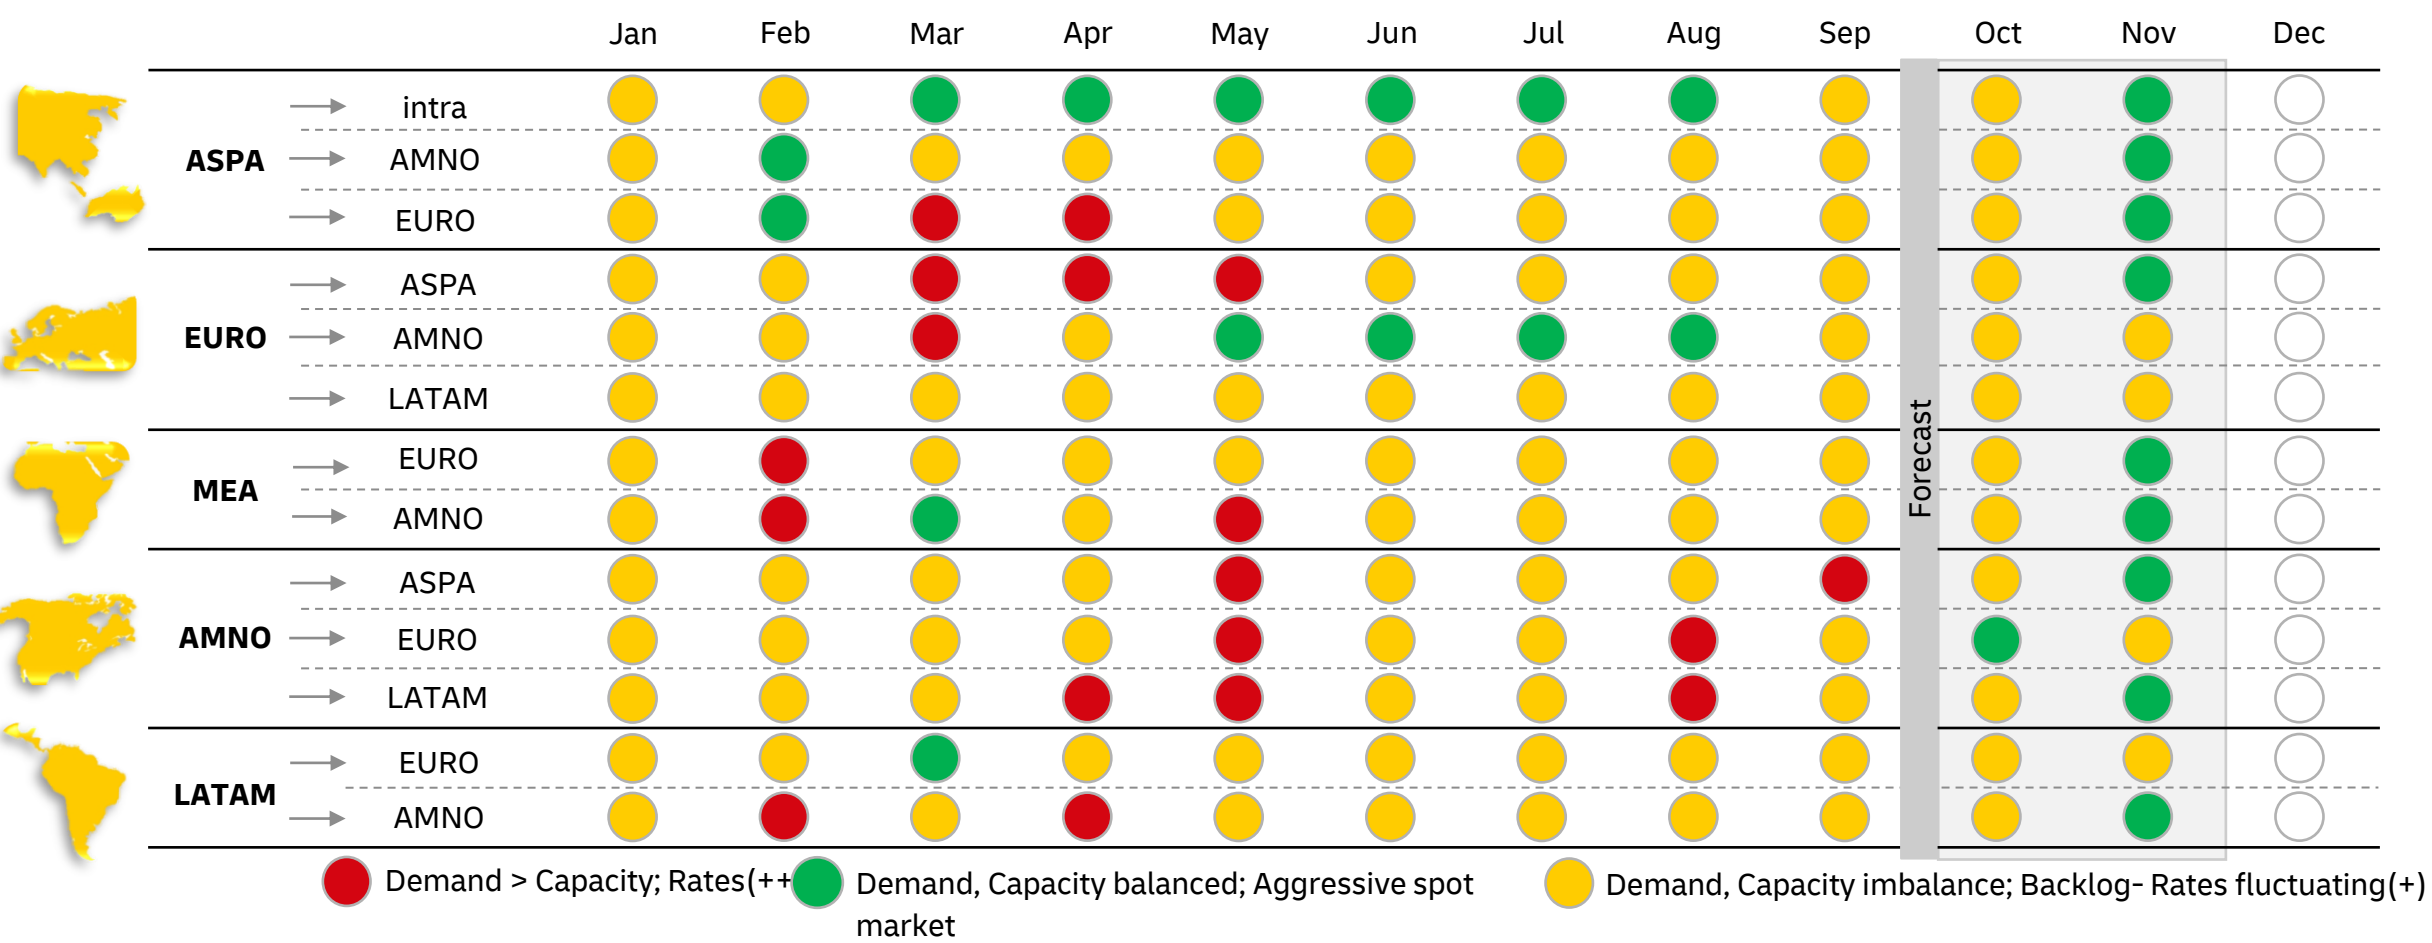 Jan Feb Mar Apr May Jun Jul Aug Sep Oct Nov Dec
intra
ASPA AMNO
EURO
ASPA
EURO AMNO
LATAM
EURO
MEA
AMNO
ASPA
AMNO EURO
LATAM
EURO
LATAM
AMNO
Forecast
Demand > Capacity; Rates(++
Demand, Capacity balanced; Aggressive spot
market
Demand, Capacity imbalance; Backlog- Rates fluctuating(+)